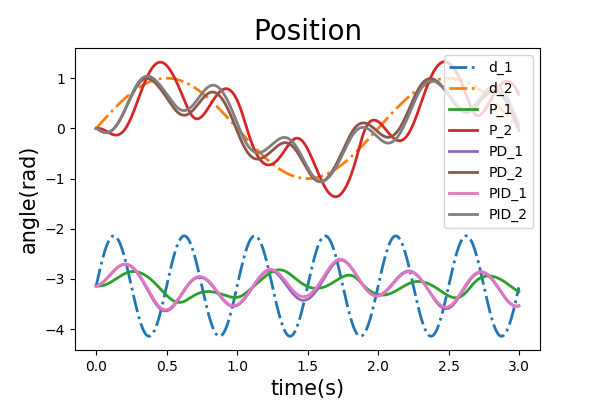 Position
angle(rad)
1
0
−1
−2
−3
−4
d_1
d_2
P_1
P_2
PD_1
PD_2
PID_1
PID_2
0.0 0.5 1.0 1.5 2.0 2.5 3.0
time(s)